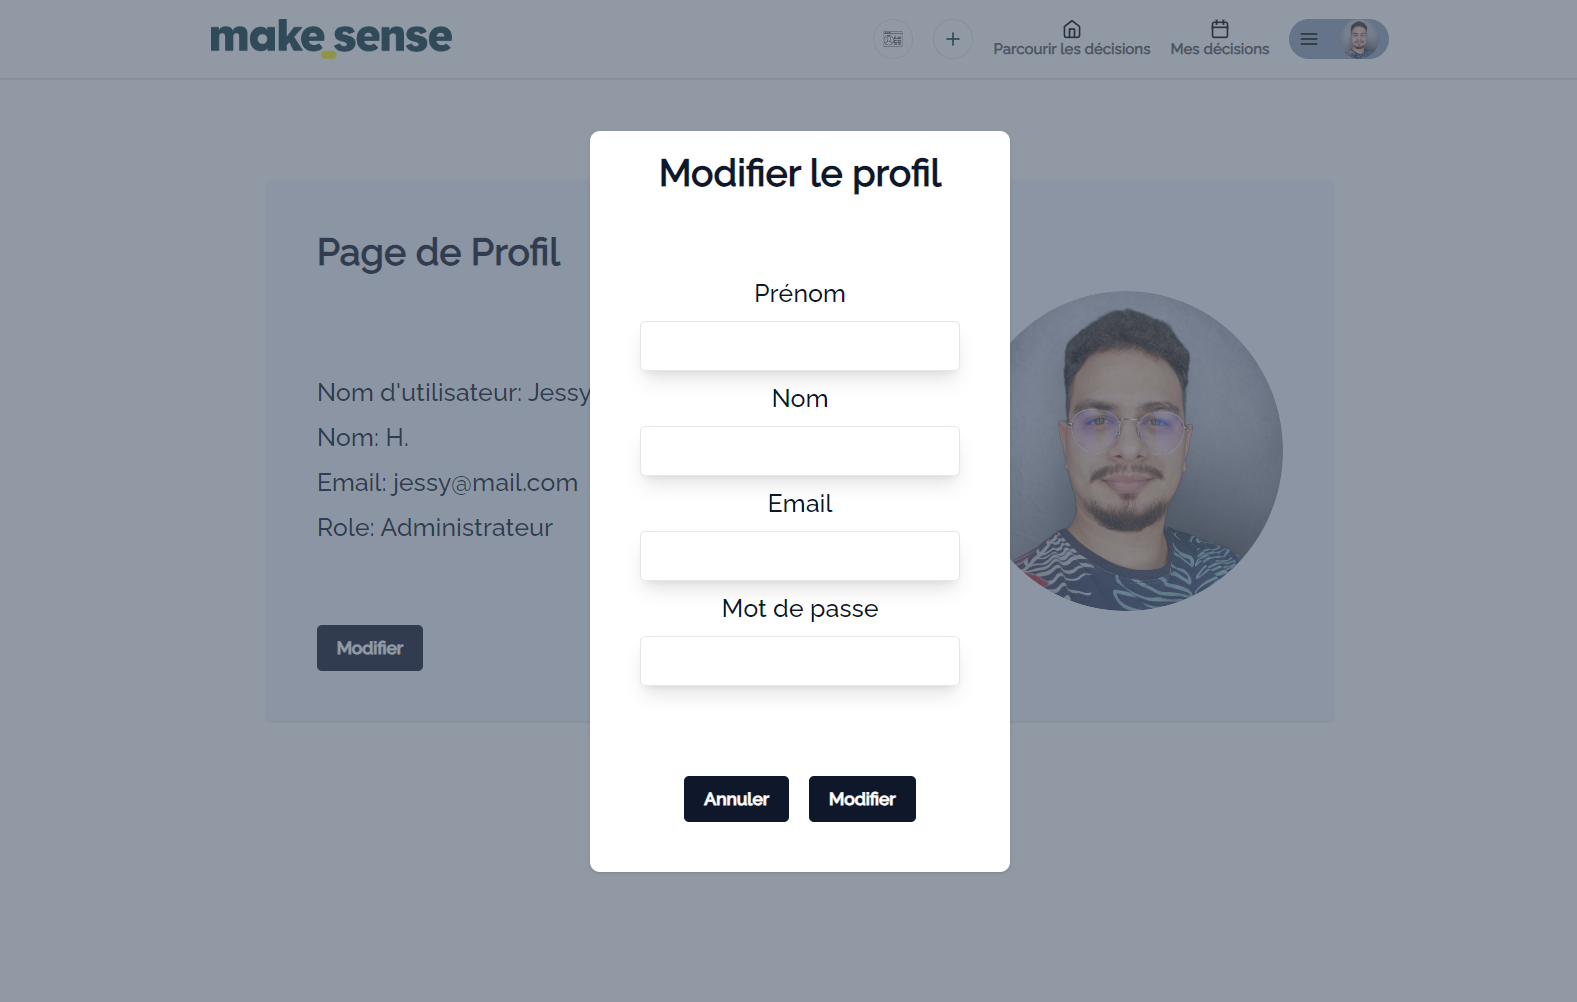 make_sense
Parcourir les décisions
Mes décisions
Page de Profil
Nom d'utilisateur: Jessy
Nom: H.
Email: jessy@mail.com
Role: Administrateur
Modifier
Modifier le profil
Prénom
Nom
Email
Mot de passe
Annuler
Modifier